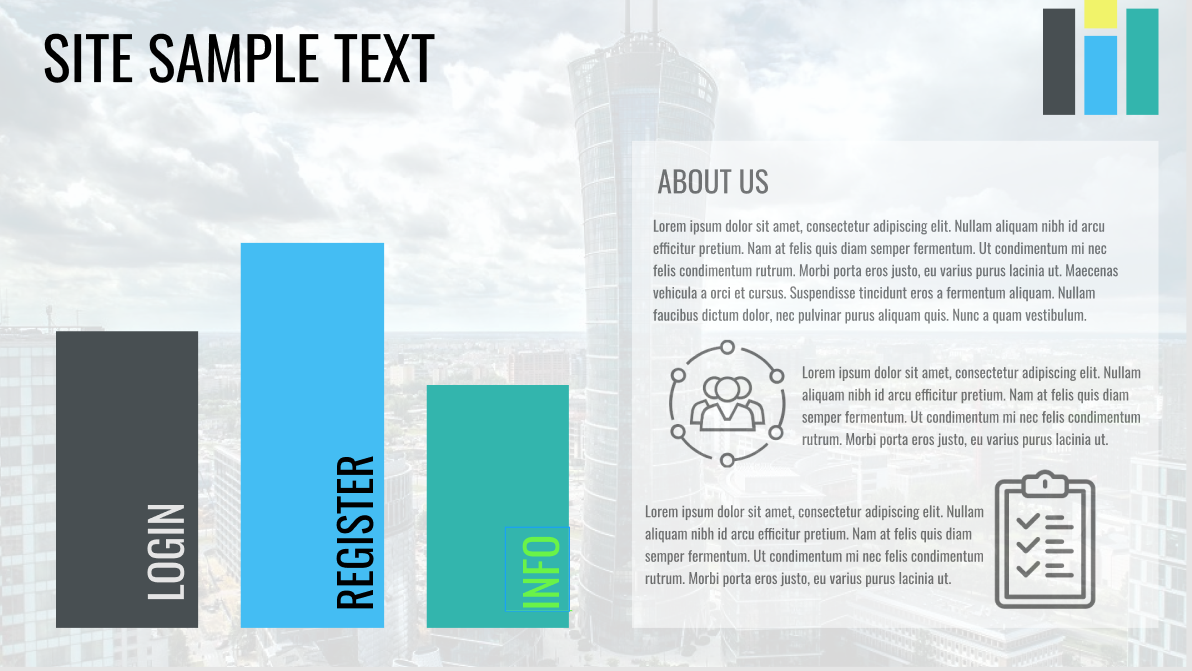 SITE SAMPLE TEXT
LOGIN
REGISTER
INFO
ABOUT US
Lorem ipsum dolor sit amet, consectetur adipiscing elit. Nullam aliquam nibh id arcu
efficitur pretium. Nam at felis quis diam semper fermentum. Ut condimentum mi nec
felis condimentum rutrum. Morbi porta eros justo, eu varius purus lacinia ut. Maecenas
vehicula a orci et cursus. Suspendisse tincidunt eros a fermentum aliquam. Nullam
faucibus dictum dolor, nec pulvinar purus aliquam quis. Nunc a quam vestibulum.
Lorem ipsum dolor sit amet, consectetur adipiscing elit. Nullam
aliquam nibh id arcu efficitur pretium. Nam at felis quis diam
semper fermentum. Ut condimentum mi nec felis condimentum
rutrum. Morbi porta eros justo, eu varius purus lacinia ut.
Lorem ipsum dolor sit amet, consectetur adipiscing elit. Nullam
aliquam nibh id arcu efficitur pretium. Nam at felis quis diam
semper fermentum. Ut condimentum mi nec felis condimentum
rutrum. Morbi porta eros justo, eu varius purus lacinia ut.